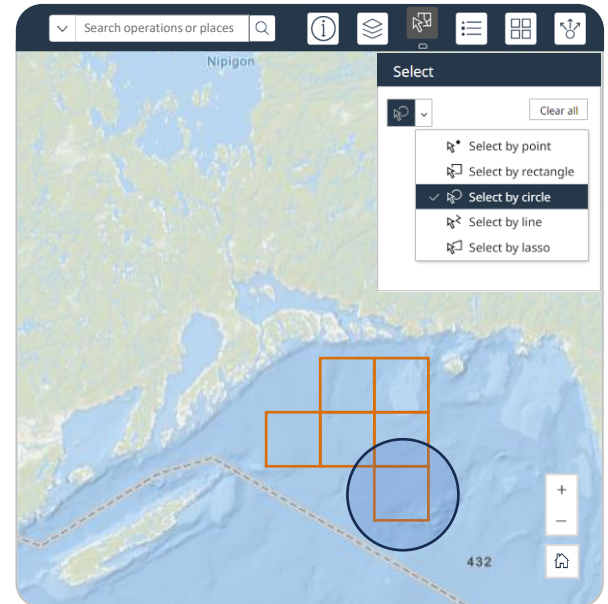 Search operations or places
Nipigon
Select
Clear all
Select by point
Select by rectangle
Select by circle
Select by line
Select by lasso
+
–
432